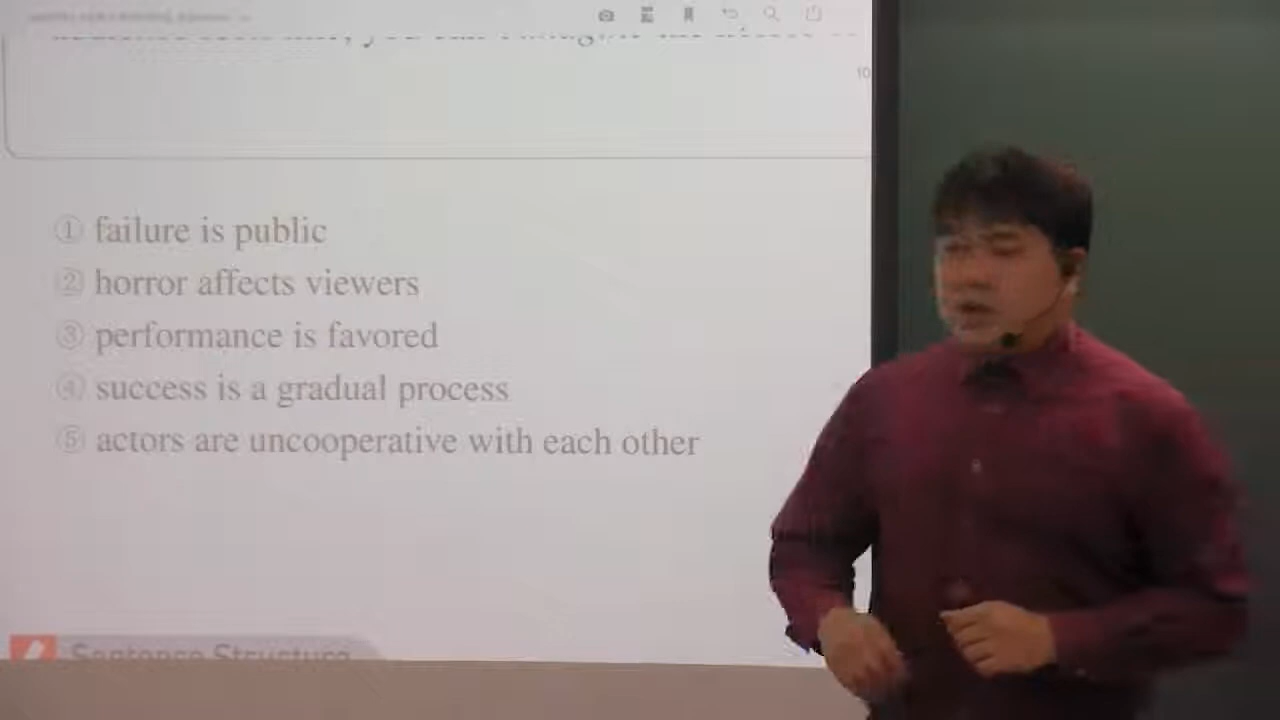 10
① failure is public
② horror affects viewers
③ performance is favored
④ success is a gradual process
⑤ actors are uncooperative with each other
Sentence Structure